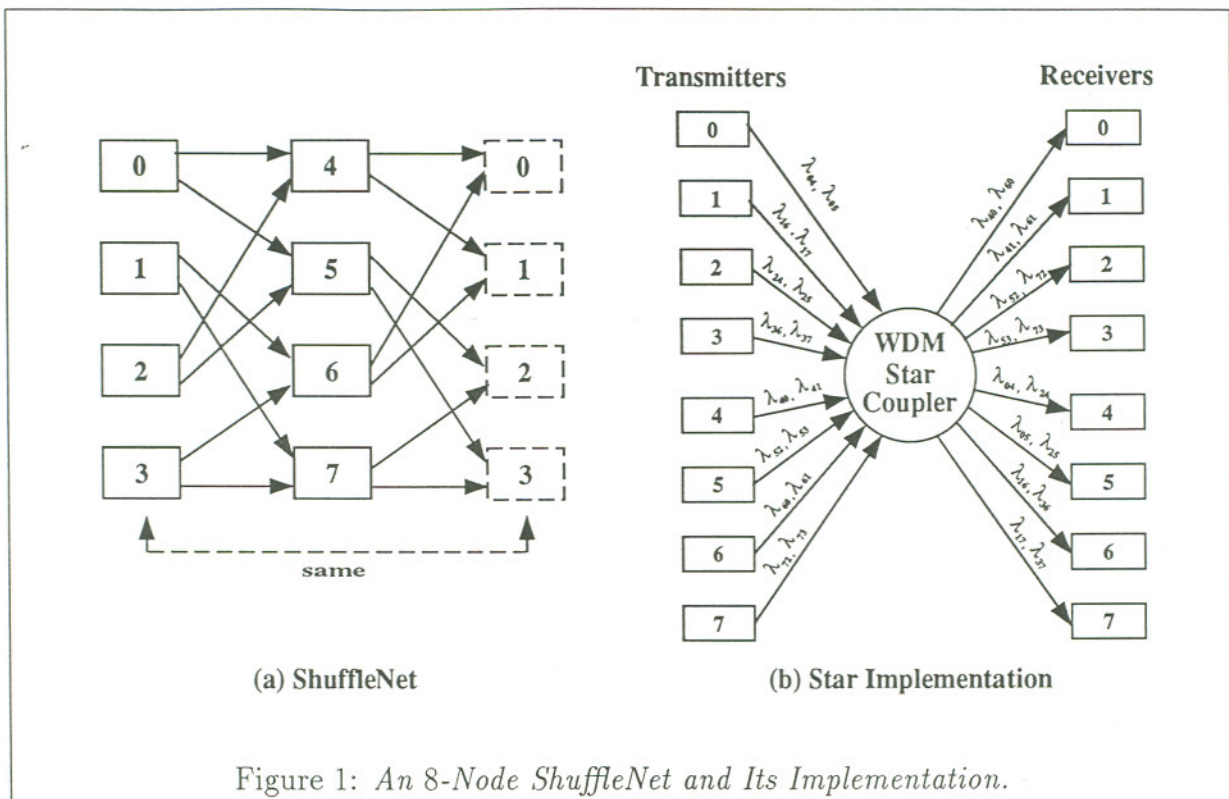 Transmitters
Receivers
0
4
0
1
5
1
2
6
2
3
7
3
same
(a) ShuffleNet
0
1
2
3
4
5
6
7
λ04, λ05
λ16, λ17
λ24, λ25
λ36, λ37
λ40, λ41
λ52, λ53
λ60, λ61
λ72, λ73
WDM
Star
Coupler
λ40, λ60
λ41, λ61
λ52, λ72
λ53, λ73
λ04, λ24
λ05, λ25
λ16, λ36
λ17, λ37
0
1
2
3
4
5
6
7
(b) Star Implementation
Figure 1: An 8-Node ShuffleNet and Its Implementation.